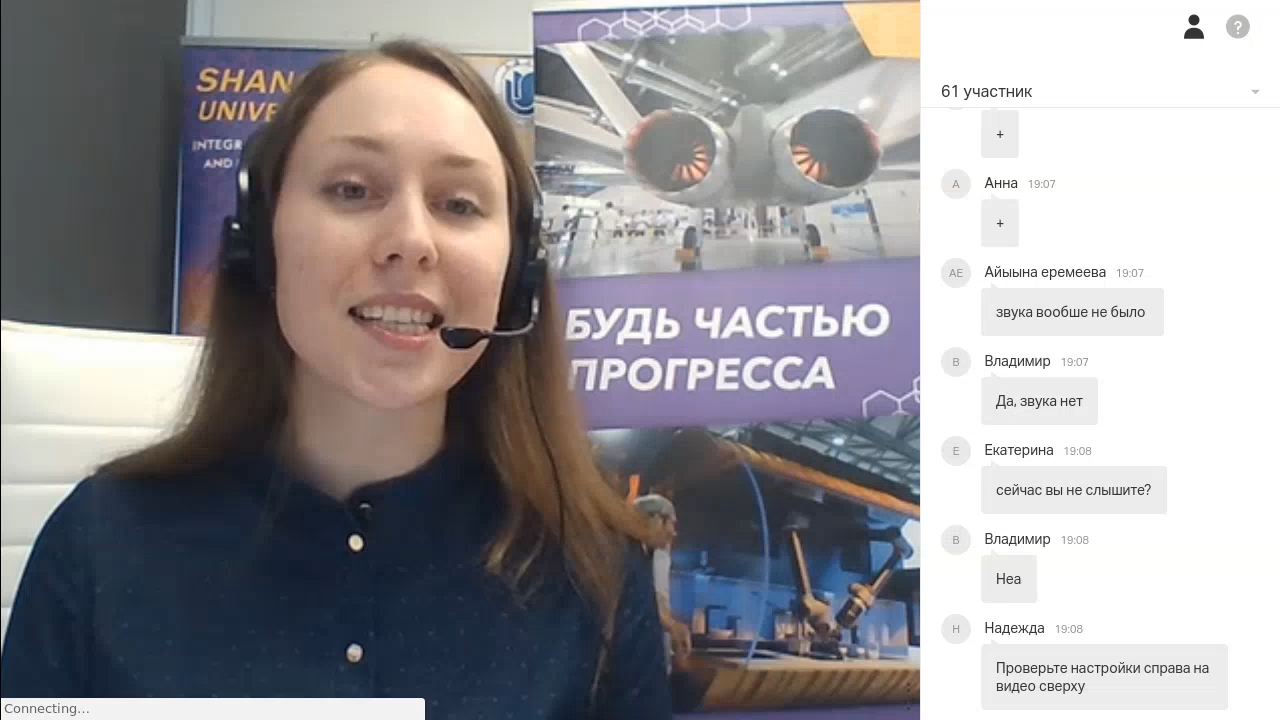 SHAN
UNIVE
INTEGR
AND
БУДЬ ЧАСТЬЮ
ПРОГРЕССА
Connecting...
61 участник
+
А Анна 19:07
+
АЕ Айыына еремеева 19:07
звука вообше не было
В Владимир 19:07
Да, звука нет
Е Екатерина 19:08
сейчас вы не слышите?
В Владимир 19:08
Неа
Н Надежда 19:08
Проверьте настройки справа на
видео сверху